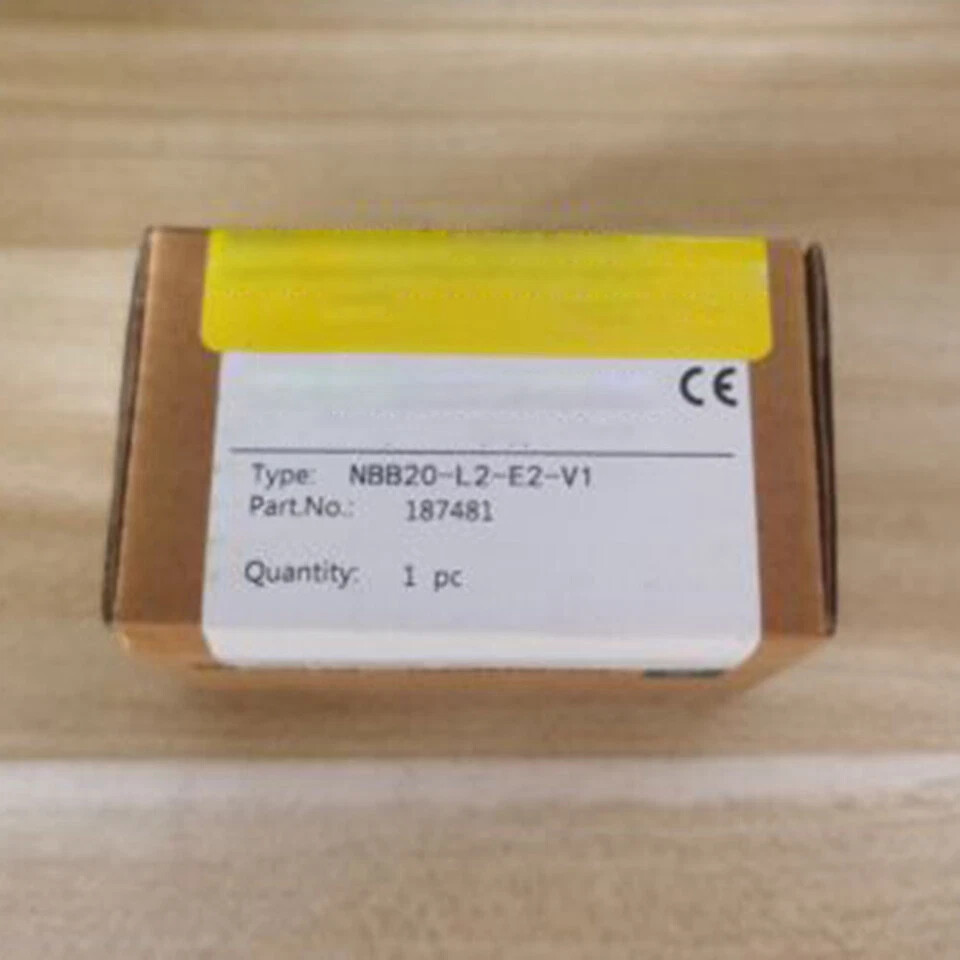 CE
Type: NBB20-L2-E2-V1
Part.No.: 187481
Quantity: 1 pc